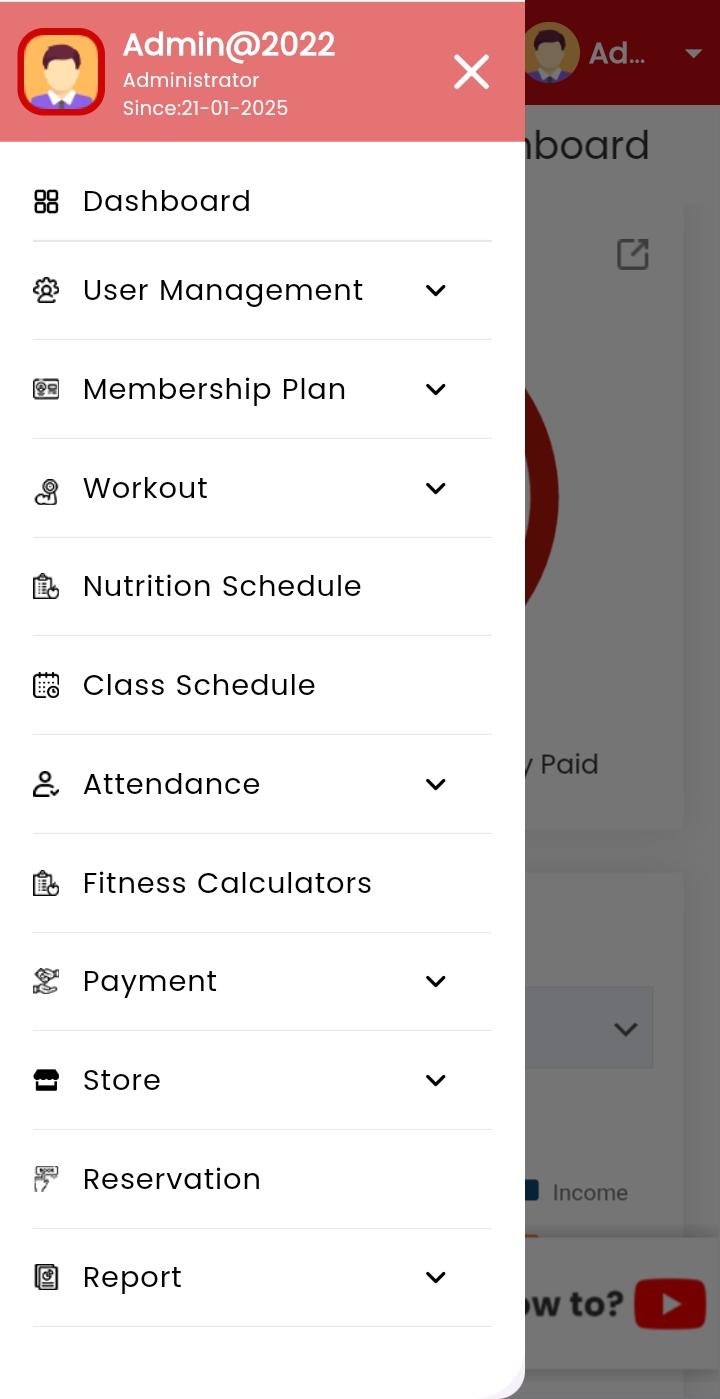 Admin@2022
Administrator
Since:21-01-2025
Ad...
board
Dashboard
User Management
Membership Plan
Workout
Nutrition Schedule
Class Schedule
Attendance
y Paid
Fitness Calculators
Payment
Store
Reservation
Income
Report
ow to?